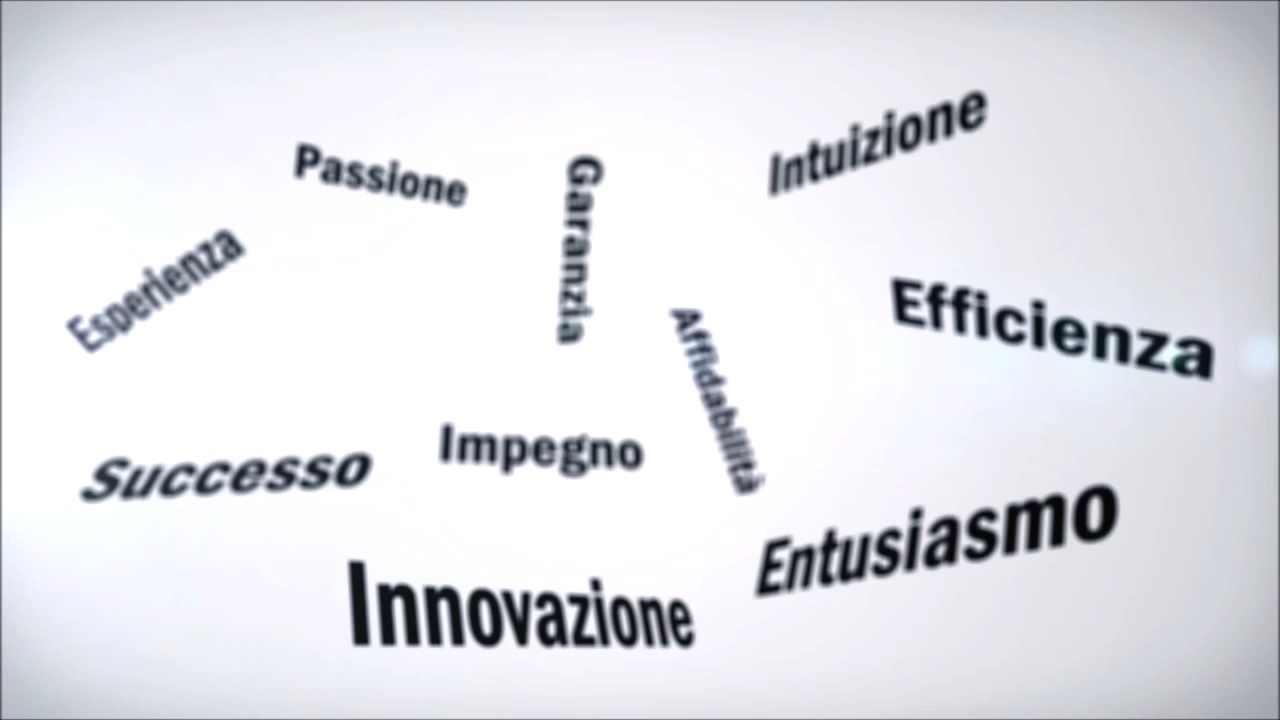 Intuizione
Passione
Garanzia
Esperienza
Efficienza
Affidabilità
Impegno
Successo
Entusiasmo
Innovazione